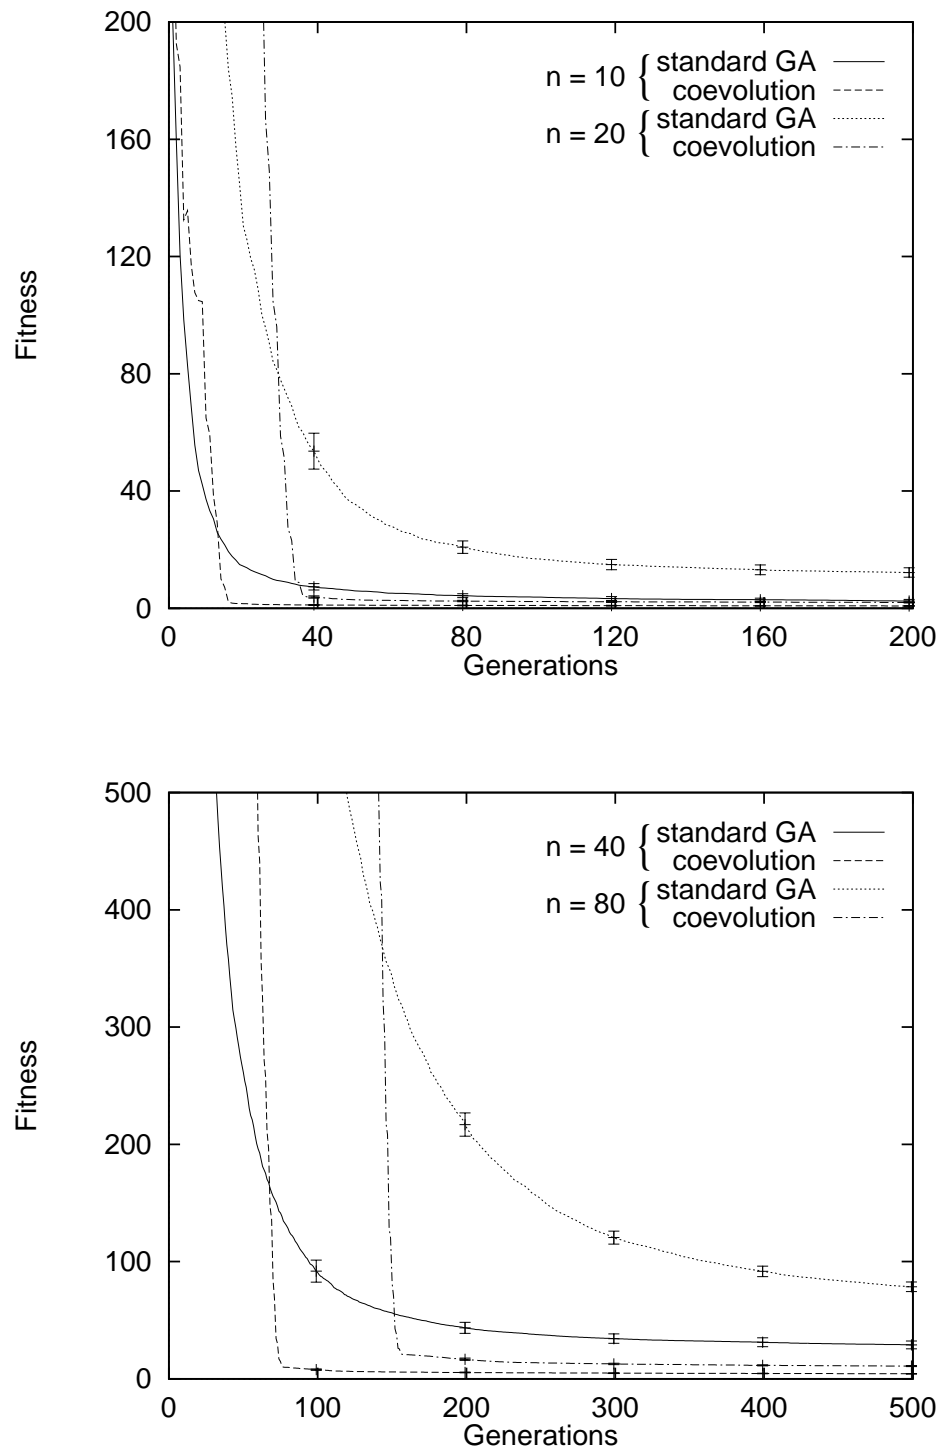 200
160
120
80
40
0
Fitness
n = 10 { standard GA
coevolution
n = 20 { standard GA
coevolution
0 40 80 120 160 200
Generations
500
400
300
200
100
0
Fitness
n = 40 { standard GA
coevolution
n = 80 { standard GA
coevolution
0 100 200 300 400 500
Generations